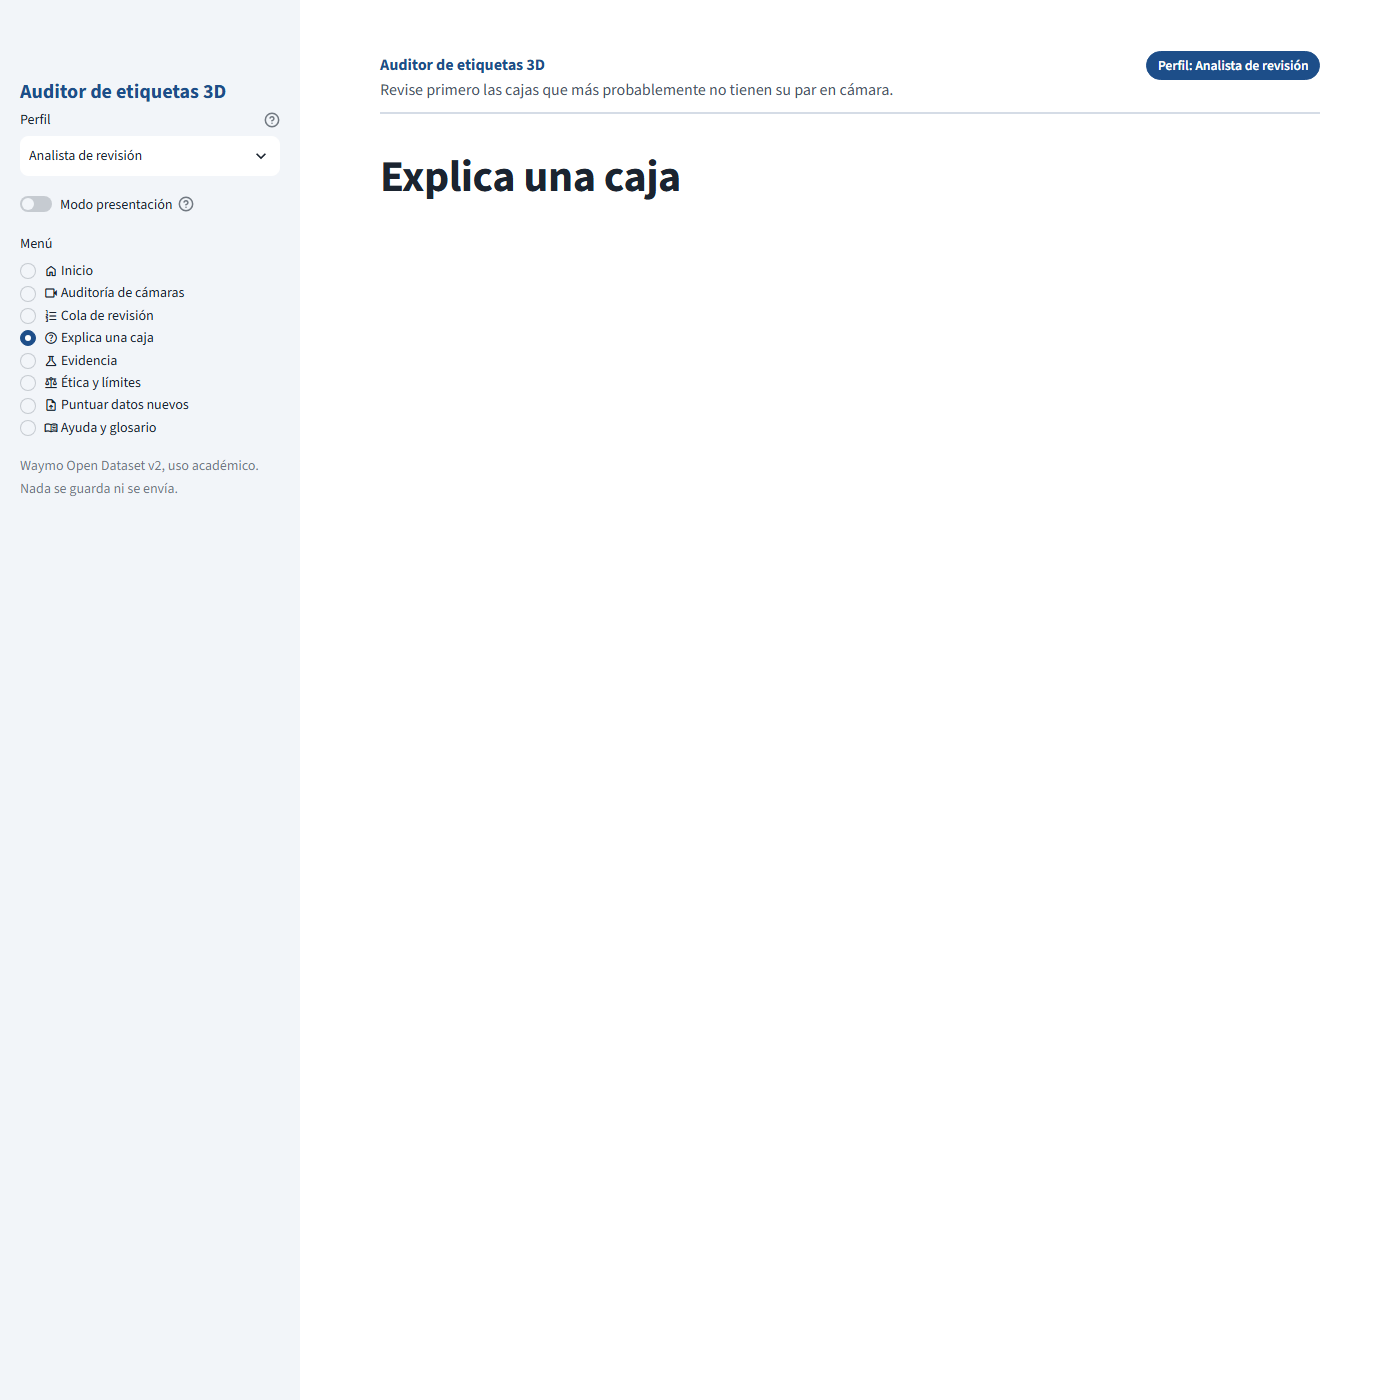 Auditor de etiquetas 3D
Perfil
Analista de revisión
Modo presentación
Menú
Inicio
Auditoría de cámaras
Cola de revisión
Explica una caja
Evidencia
Ética y límites
Puntuar datos nuevos
Ayuda y glosario
Waymo Open Dataset v2, uso académico.
Nada se guarda ni se envía.
Auditor de etiquetas 3D
Revise primero las cajas que más probablemente no tienen su par en cámara.
Perfil: Analista de revisión
Explica una caja